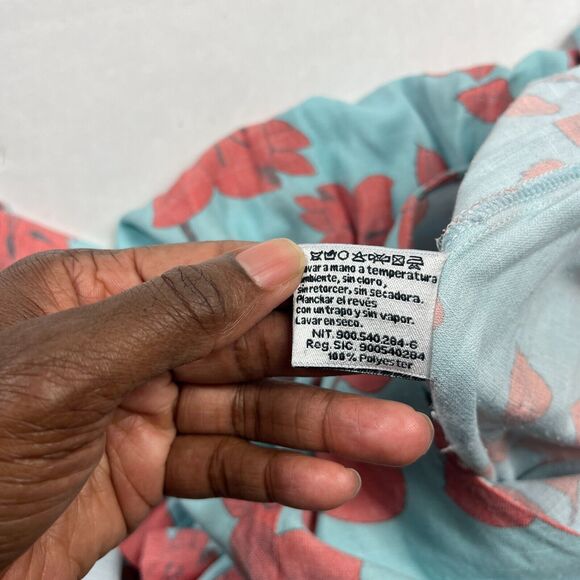 a mano a temperatura
ambiente, sin cloro,
sin retorcer, sin secadora.
Planchar el revés
con un trapo y sin vapor.
Lavar en seco.
NIT. 900.540.284-6
Reg. SIC. 900540284
100% Polyester